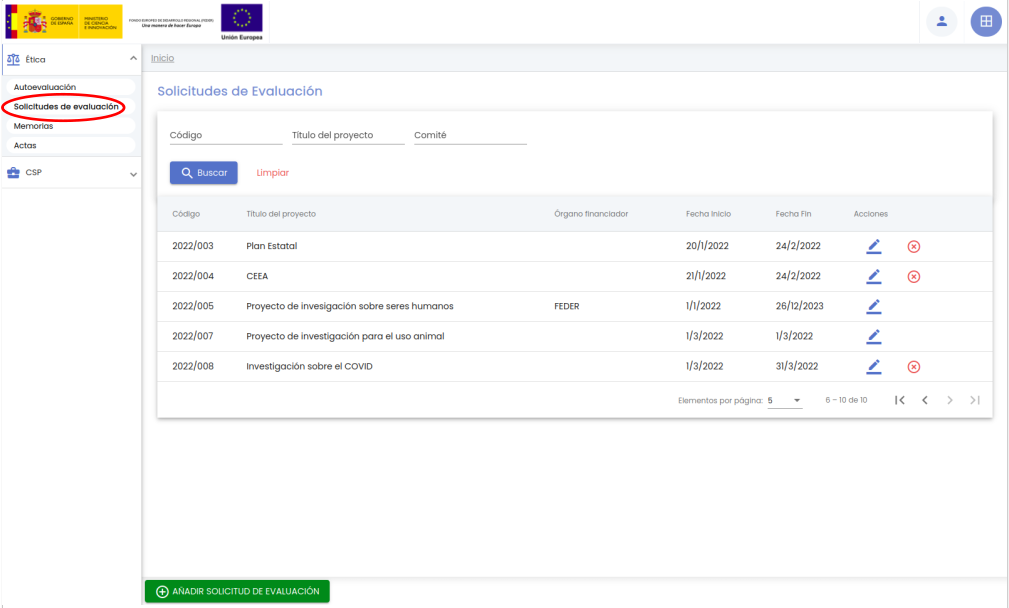 GOBIERNO DE ESPAÑA
MINISTERIO DE CIENCIA E INNOVACIÓN
FONDO EUROPEO DE DESARROLLO REGIONAL (FEDER)
Una manera de hacer Europa
Unión Europea
Ética
Autoevaluación
Solicitudes de evaluación
Memorias
Actas
CSP
Inicio
Solicitudes de Evaluación
Código Título del proyecto Comité
Buscar Limpiar
Código Título del proyecto Órgano financiador Fecha Inicio Fecha Fin Acciones
2022/003 Plan Estatal 20/1/2022 24/2/2022
2022/004 CEEA 21/1/2022 24/2/2022
2022/005 Proyecto de invesigación sobre seres humanos FEDER 1/1/2022 26/12/2023
2022/007 Proyecto de investigación para el uso animal 1/3/2022 1/3/2022
2022/008 Investigación sobre el COVID 1/3/2022 31/3/2022
Elementos por página: 5 6 – 10 de 10
AÑADIR SOLICITUD DE EVALUACIÓN